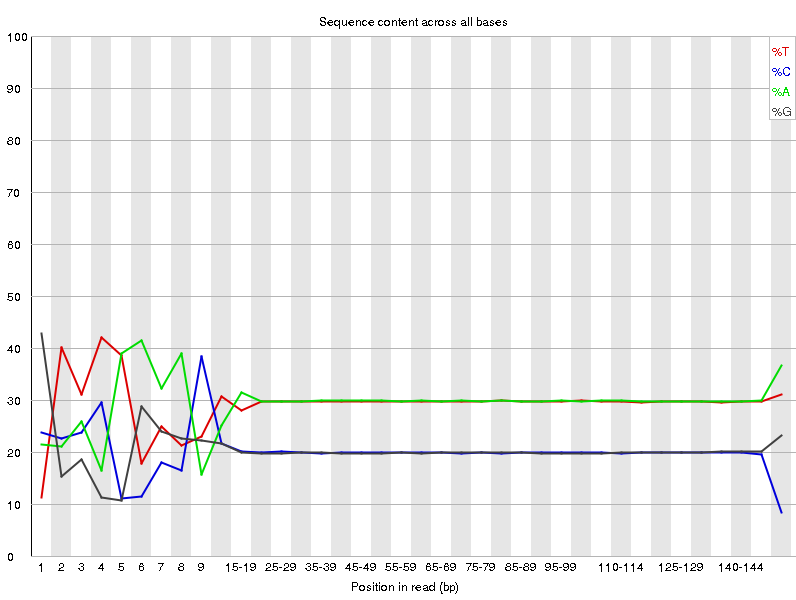 Sequence content across all bases
100
90
80
70
60
50
40
30
20
10
0
%T
%C
%A
%G
1 2 3 4 5 6 7 8 9 15-19 25-29 35-39 45-49 55-59 65-69 75-79 85-89 95-99 110-114 125-129 140-144
Position in read (bp)